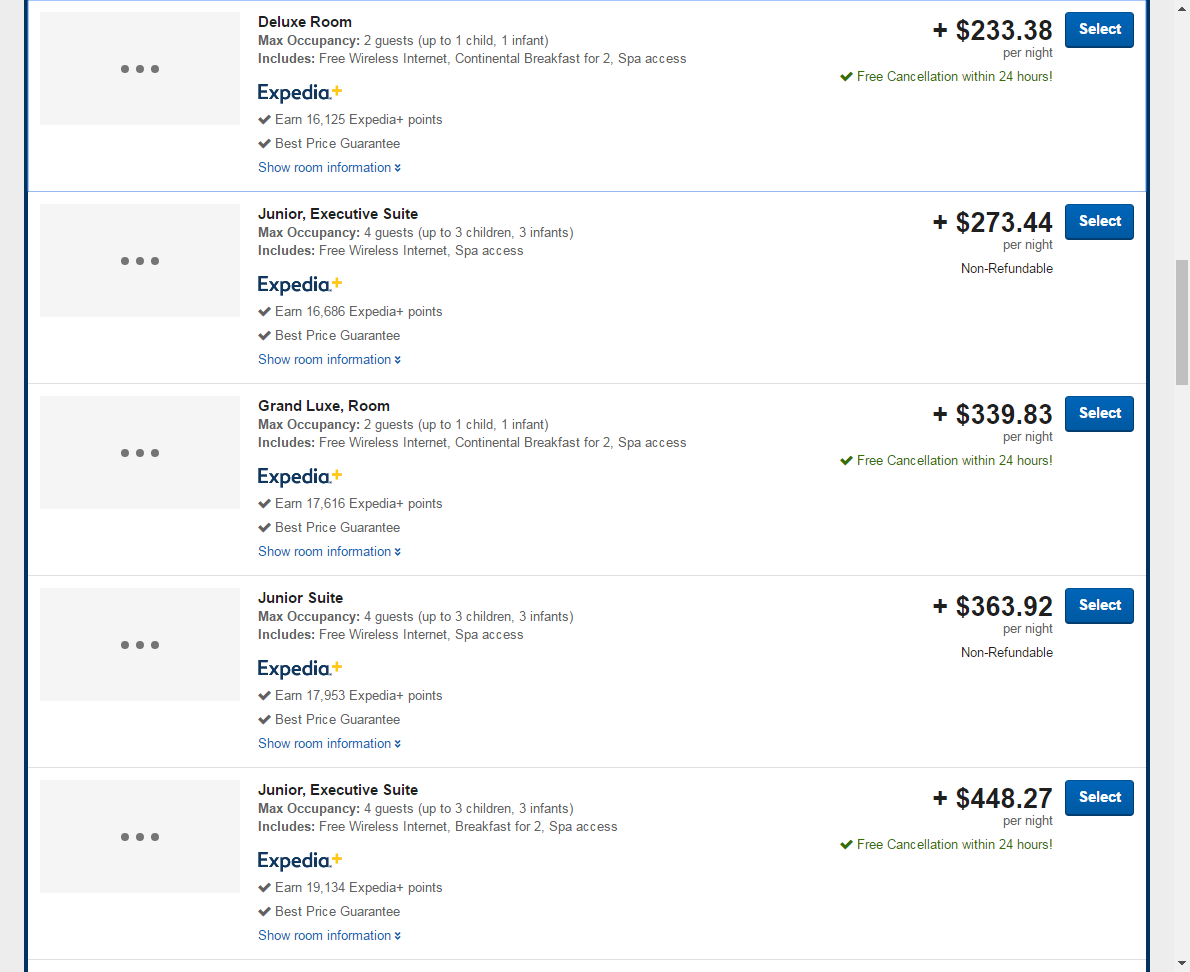 Deluxe Room
Max Occupancy: 2 guests (up to 1 child, 1 infant)
Includes: Free Wireless Internet, Continental Breakfast for 2, Spa access
Expedia+
Earn 16,125 Expedia+ points
Best Price Guarantee
Show room information
+ $233.38
per night
Free Cancellation within 24 hours!
Select
Junior, Executive Suite
Max Occupancy: 4 guests (up to 3 children, 3 infants)
Includes: Free Wireless Internet, Spa access
Expedia+
Earn 16,686 Expedia+ points
Best Price Guarantee
Show room information
+ $273.44
per night
Non-Refundable
Select
Grand Luxe, Room
Max Occupancy: 2 guests (up to 1 child, 1 infant)
Includes: Free Wireless Internet, Continental Breakfast for 2, Spa access
Expedia+
Earn 17,616 Expedia+ points
Best Price Guarantee
Show room information
+ $339.83
per night
Free Cancellation within 24 hours!
Select
Junior Suite
Max Occupancy: 4 guests (up to 3 children, 3 infants)
Includes: Free Wireless Internet, Spa access
Expedia+
Earn 17,953 Expedia+ points
Best Price Guarantee
Show room information
+ $363.92
per night
Non-Refundable
Select
Junior, Executive Suite
Max Occupancy: 4 guests (up to 3 children, 3 infants)
Includes: Free Wireless Internet, Breakfast for 2, Spa access
Expedia+
Earn 19,134 Expedia+ points
Best Price Guarantee
Show room information
+ $448.27
per night
Free Cancellation within 24 hours!
Select